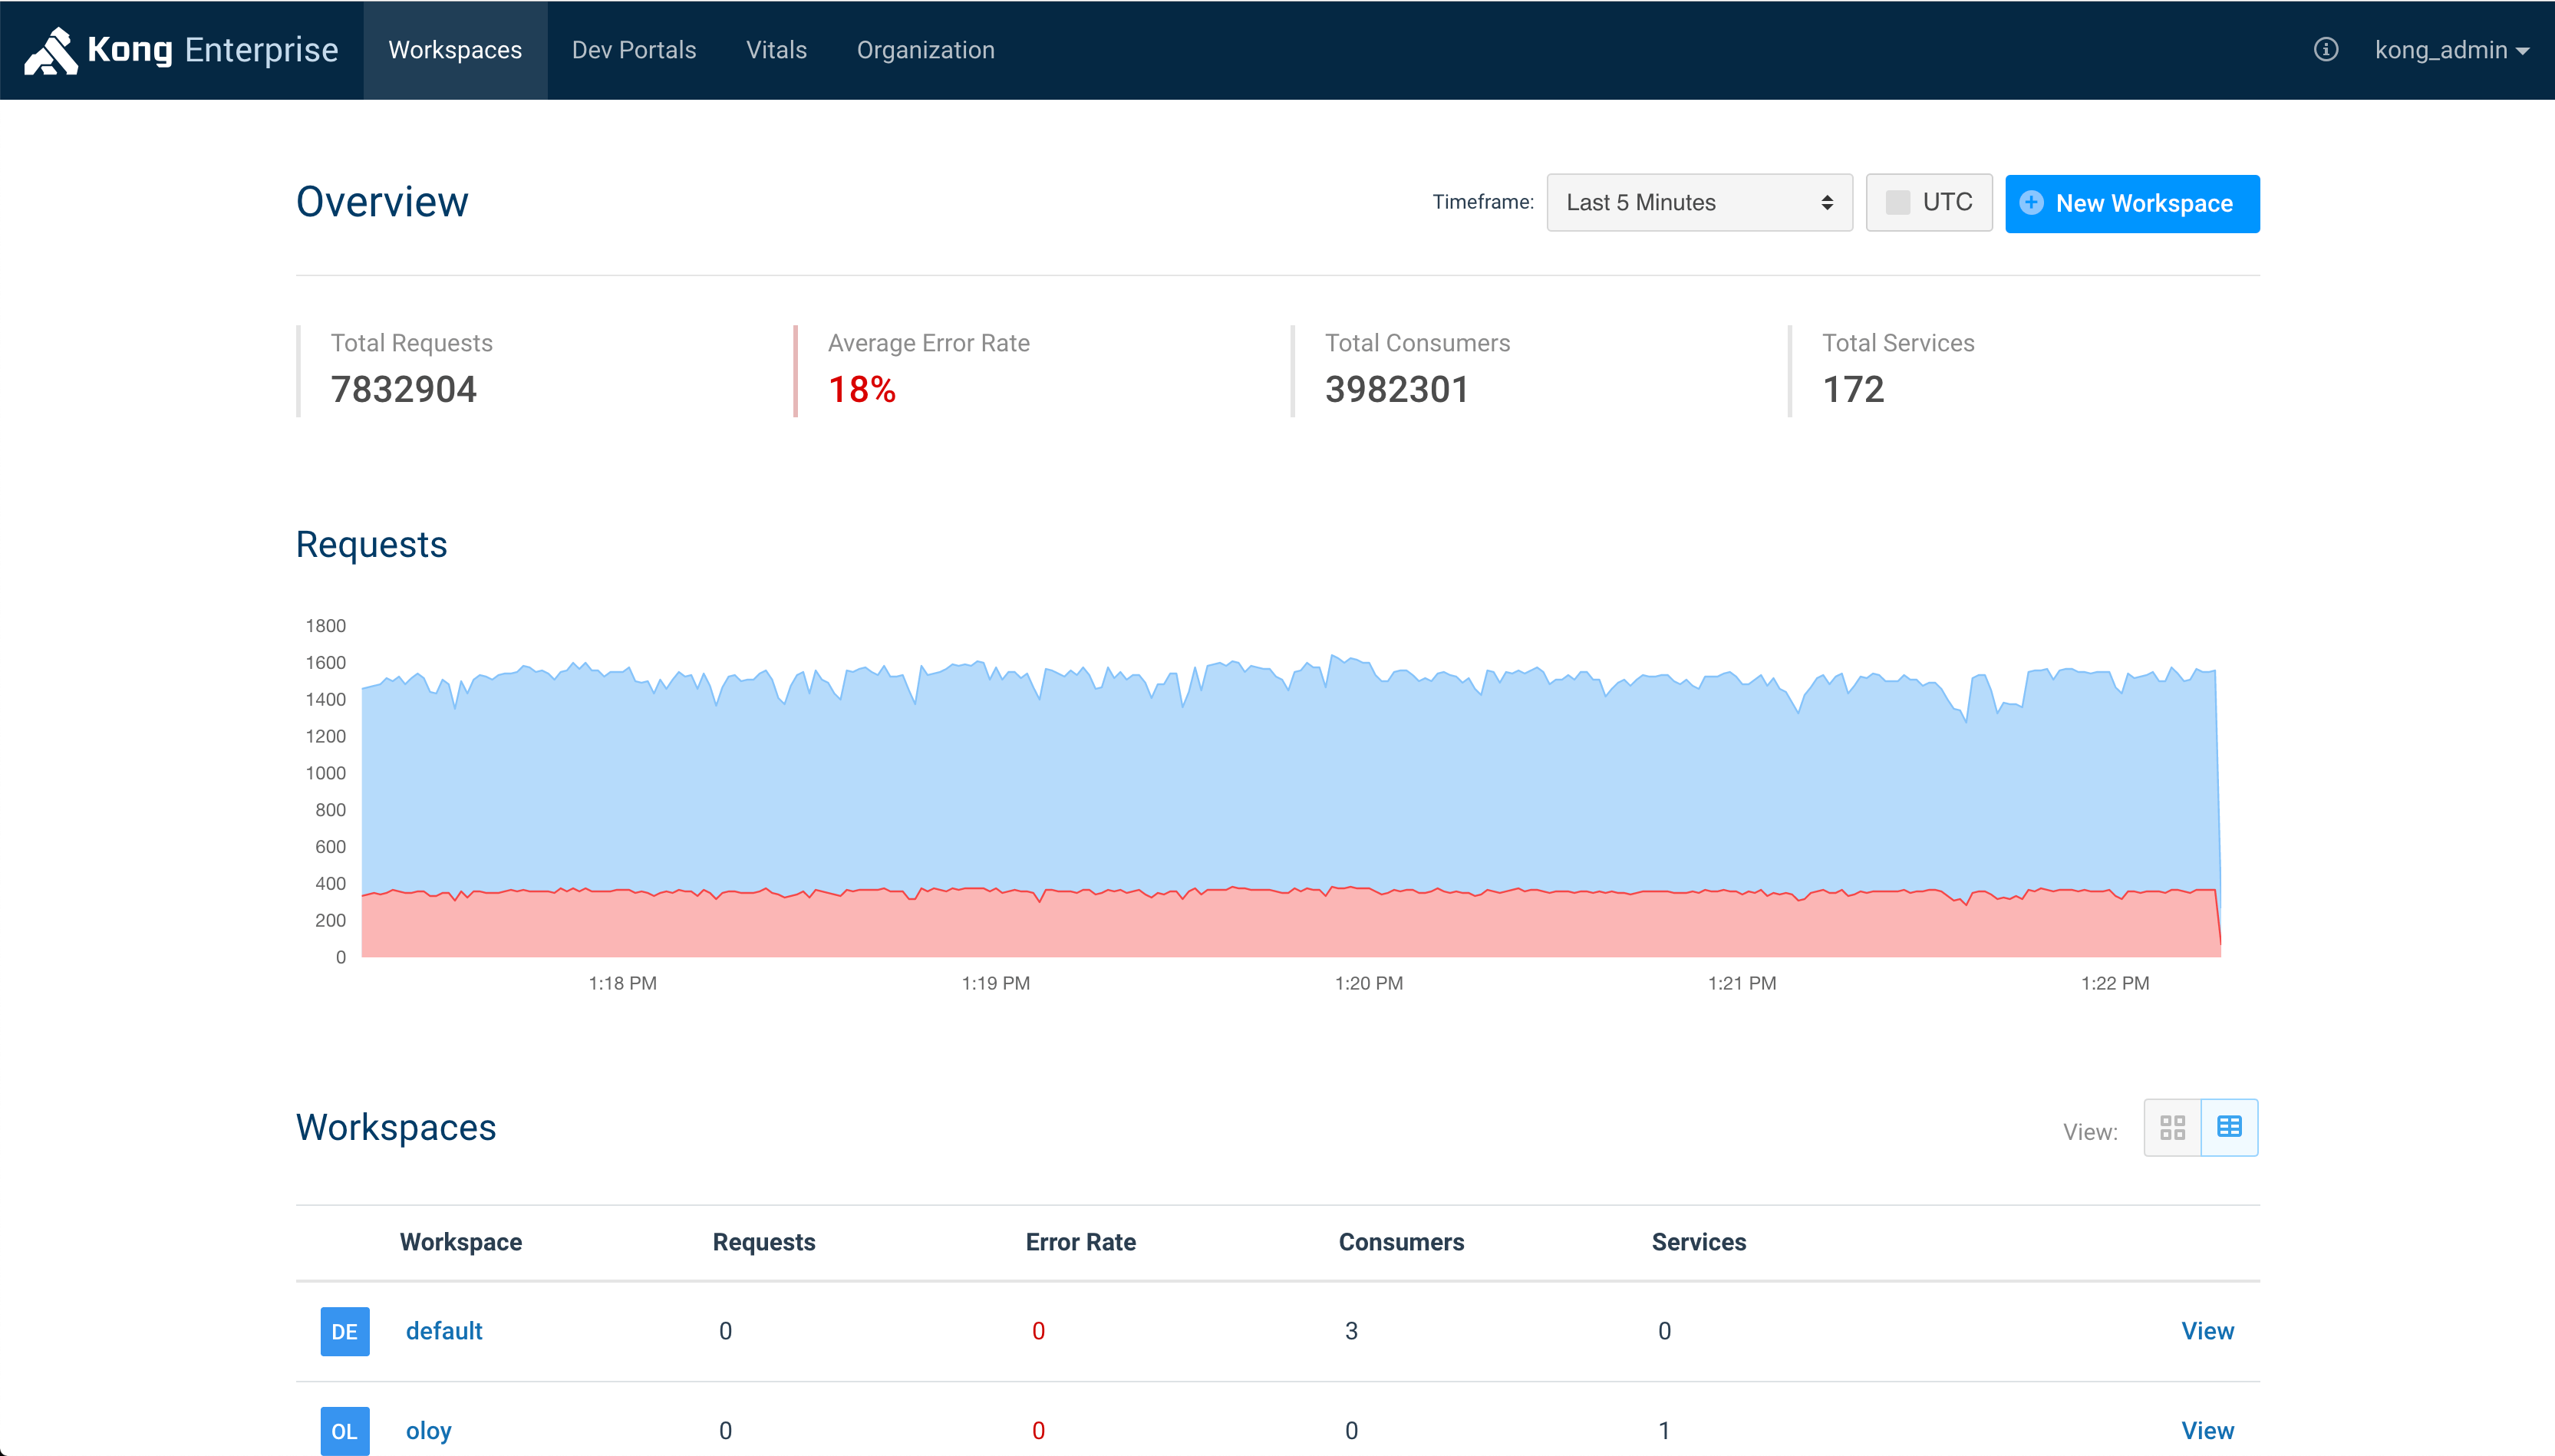 Kong Enterprise Workspaces Dev Portals Vitals Organization kong_admin
Overview Timeframe: Last 5 Minutes UTC New Workspace
Total Requests Average Error Rate Total Consumers Total Services
7832904 18% 3982301 172
Requests
1800
1600
1400
1200
1000
800
600
400
200
0
1:18 PM 1:19 PM 1:20 PM 1:21 PM 1:22 PM
Workspaces View:
Workspace Requests Error Rate Consumers Services
DE default 0 0 3 0 View
OL oloy 0 0 0 1 View